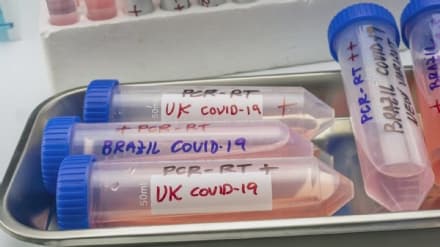 PCR-RT
UK COVID-19 +
50
+ PCR-RT
BRAZIL COVID-19
PCR-RT +
UK COVID-19
50ml
PCR-RT ++
BRAZIL COVID